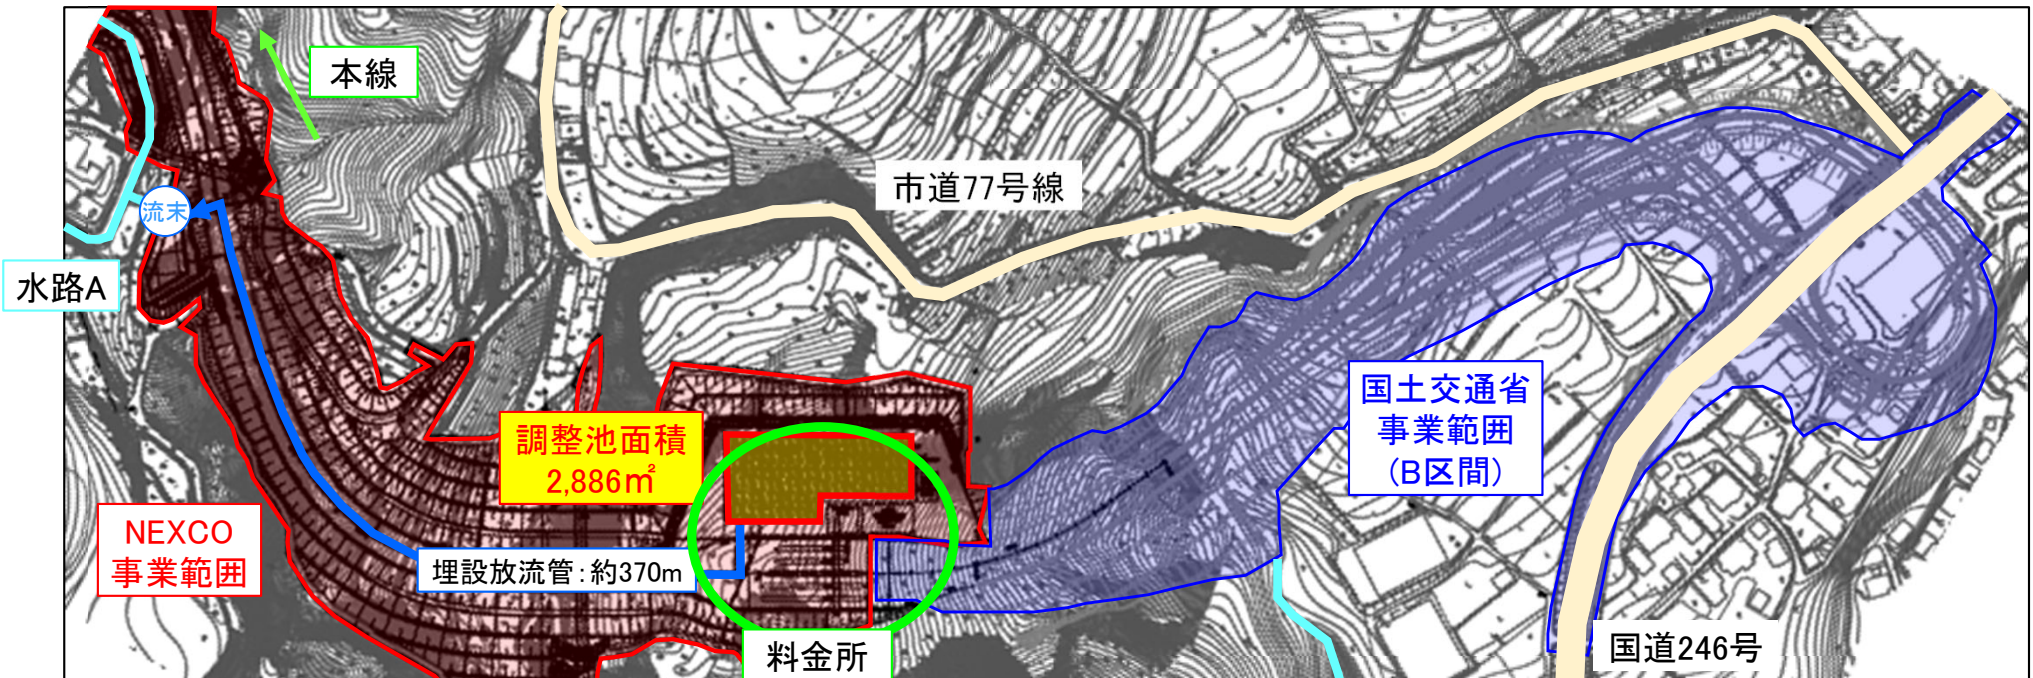 本線
市道77号線
流末
水路A
国土交通省
事業範囲
(B区間)
調整池面積
2,886㎡
NEXCO
事業範囲
埋設放流管：約370m
料金所
国道246号